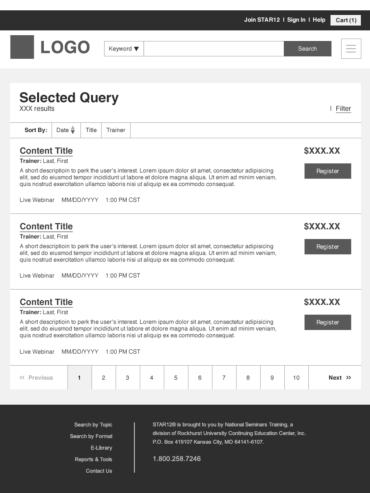 Join STAR12 | Sign In | Help Cart (1)
LOGO Keyword ▼ Search
Selected Query
XXX results | Filter
Sort By: Date Title Trainer
Content Title $XXX.XX
Trainer: Last, First
Register
A short description to perk the user's interest. Lorem ipsum dolor sit amet, consectetur adipisicing
elit, sed do eiusmod tempor incididunt ut labore et dolore magna aliqua. Ut enim ad minim veniam,
quis nostrud exercitation ullamco laboris nisi ut aliquip ex ea commodo consequat.
Live Webinar MM/DD/YYYY 1:00 PM CST
Content Title $XXX.XX
Trainer: Last, First
Register
A short description to perk the user's interest. Lorem ipsum dolor sit amet, consectetur adipisicing
elit, sed do eiusmod tempor incididunt ut labore et dolore magna aliqua. Ut enim ad minim veniam,
quis nostrud exercitation ullamco laboris nisi ut aliquip ex ea commodo consequat.
Live Webinar MM/DD/YYYY 1:00 PM CST
Content Title $XXX.XX
Trainer: Last, First
Register
A short description to perk the user's interest. Lorem ipsum dolor sit amet, consectetur adipisicing
elit, sed do eiusmod tempor incididunt ut labore et dolore magna aliqua. Ut enim ad minim veniam,
quis nostrud exercitation ullamco laboris nisi ut aliquip ex ea commodo consequat.
Live Webinar MM/DD/YYYY 1:00 PM CST
<< Previous 1 2 3 4 5 6 7 8 9 10 Next >>
Search by Topic
Search by Format
E-Library
Reports & Tools
Contact Us
STAR12® is brought to you by National Seminars Training, a
division of Rockhurst University Continuing Education Center, Inc.
P.O. Box 419107 Kansas City, MO 64141-6107.
1.800.258.7246